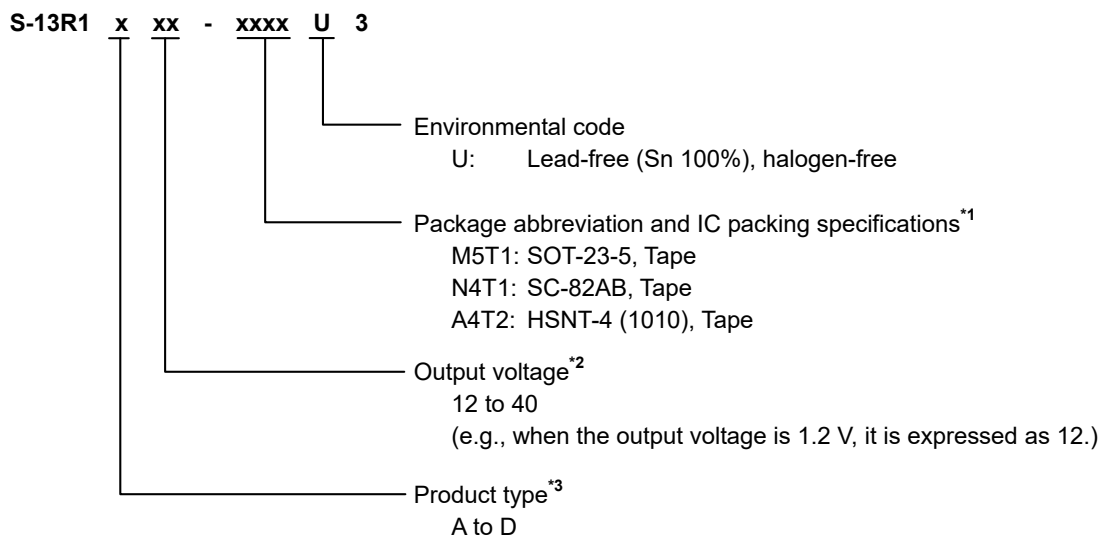 S-13R1 x xx - xxxx U 3
Environmental code
U: Lead-free (Sn 100%), halogen-free
Package abbreviation and IC packing specifications*1
M5T1: SOT-23-5, Tape
N4T1: SC-82AB, Tape
A4T2: HSNT-4 (1010), Tape
Output voltage*2
12 to 40
(e.g., when the output voltage is 1.2 V, it is expressed as 12.)
Product type*3
A to D